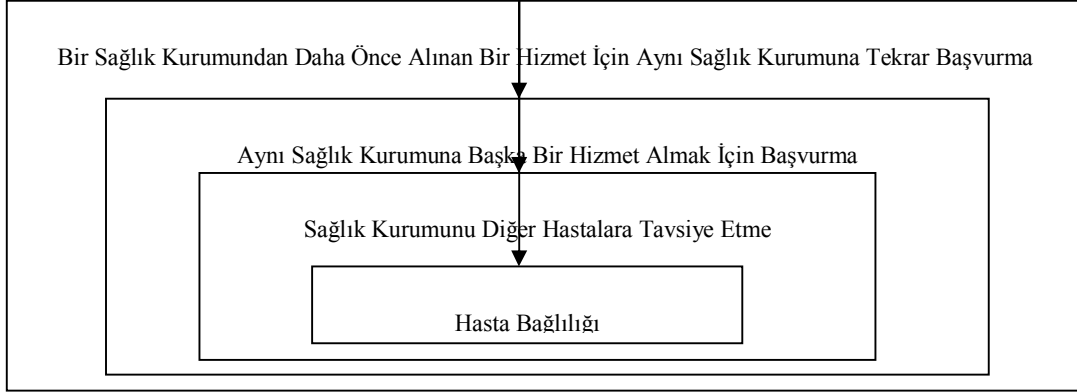 Bir Sağlık Kurumundan Daha Önce Alınan Bir Hizmet İçin Aynı Sağlık Kurumuna Tekrar Başvurma
Aynı Sağlık Kurumuna Başka Bir Hizmet Almak İçin Başvurma
Sağlık Kurumunu Diğer Hastalara Tavsiye Etme
Hasta Bağlılığı